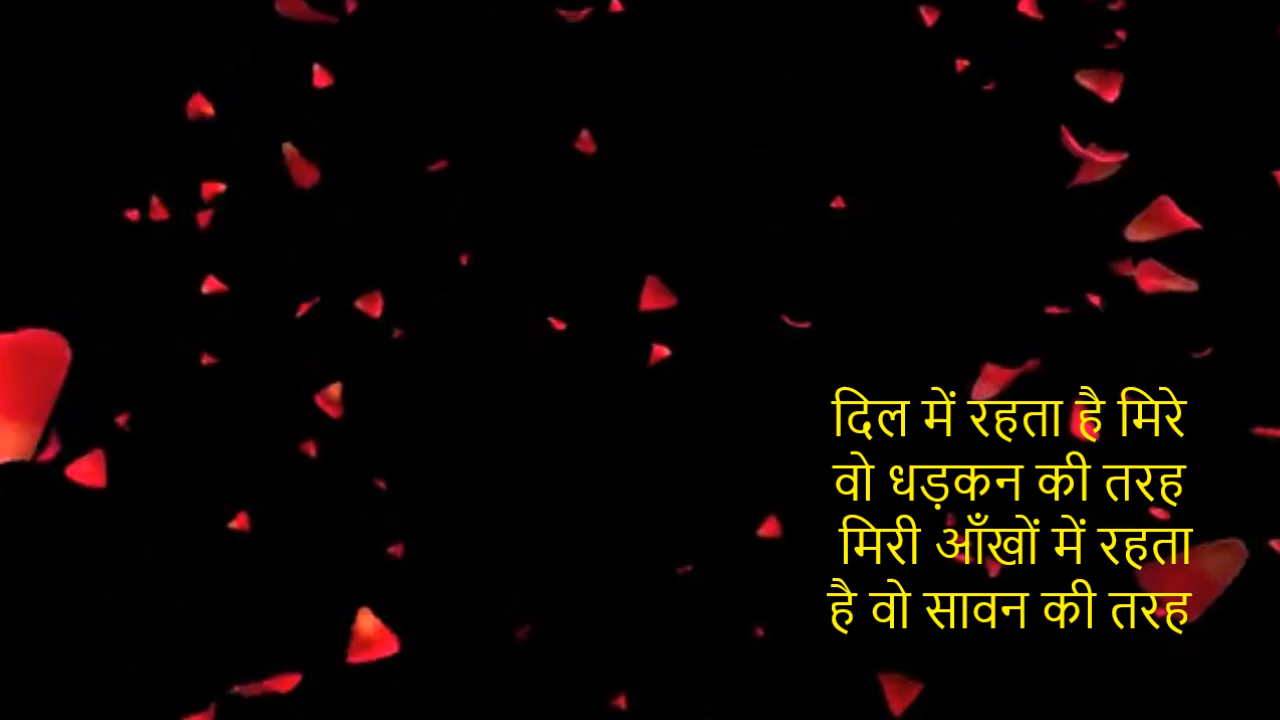 दिल में रहता है मिरे
वो धड़कन की तरह
मिरी आँखों में रहता
है वो सावन की तरह